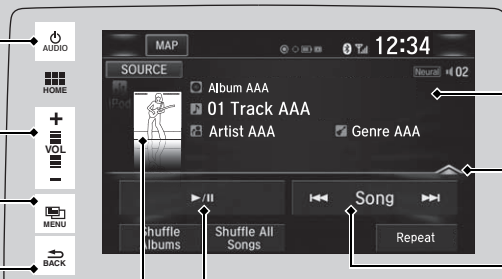 AUDIO
HOME
VOL
MENU
BACK
MAP
12:34
SOURCE
Neural 02
iPod
Album AAA
01 Track AAA
Artist AAA
Genre AAA
Song
Shuffle Albums
Shuffle All Songs
Repeat